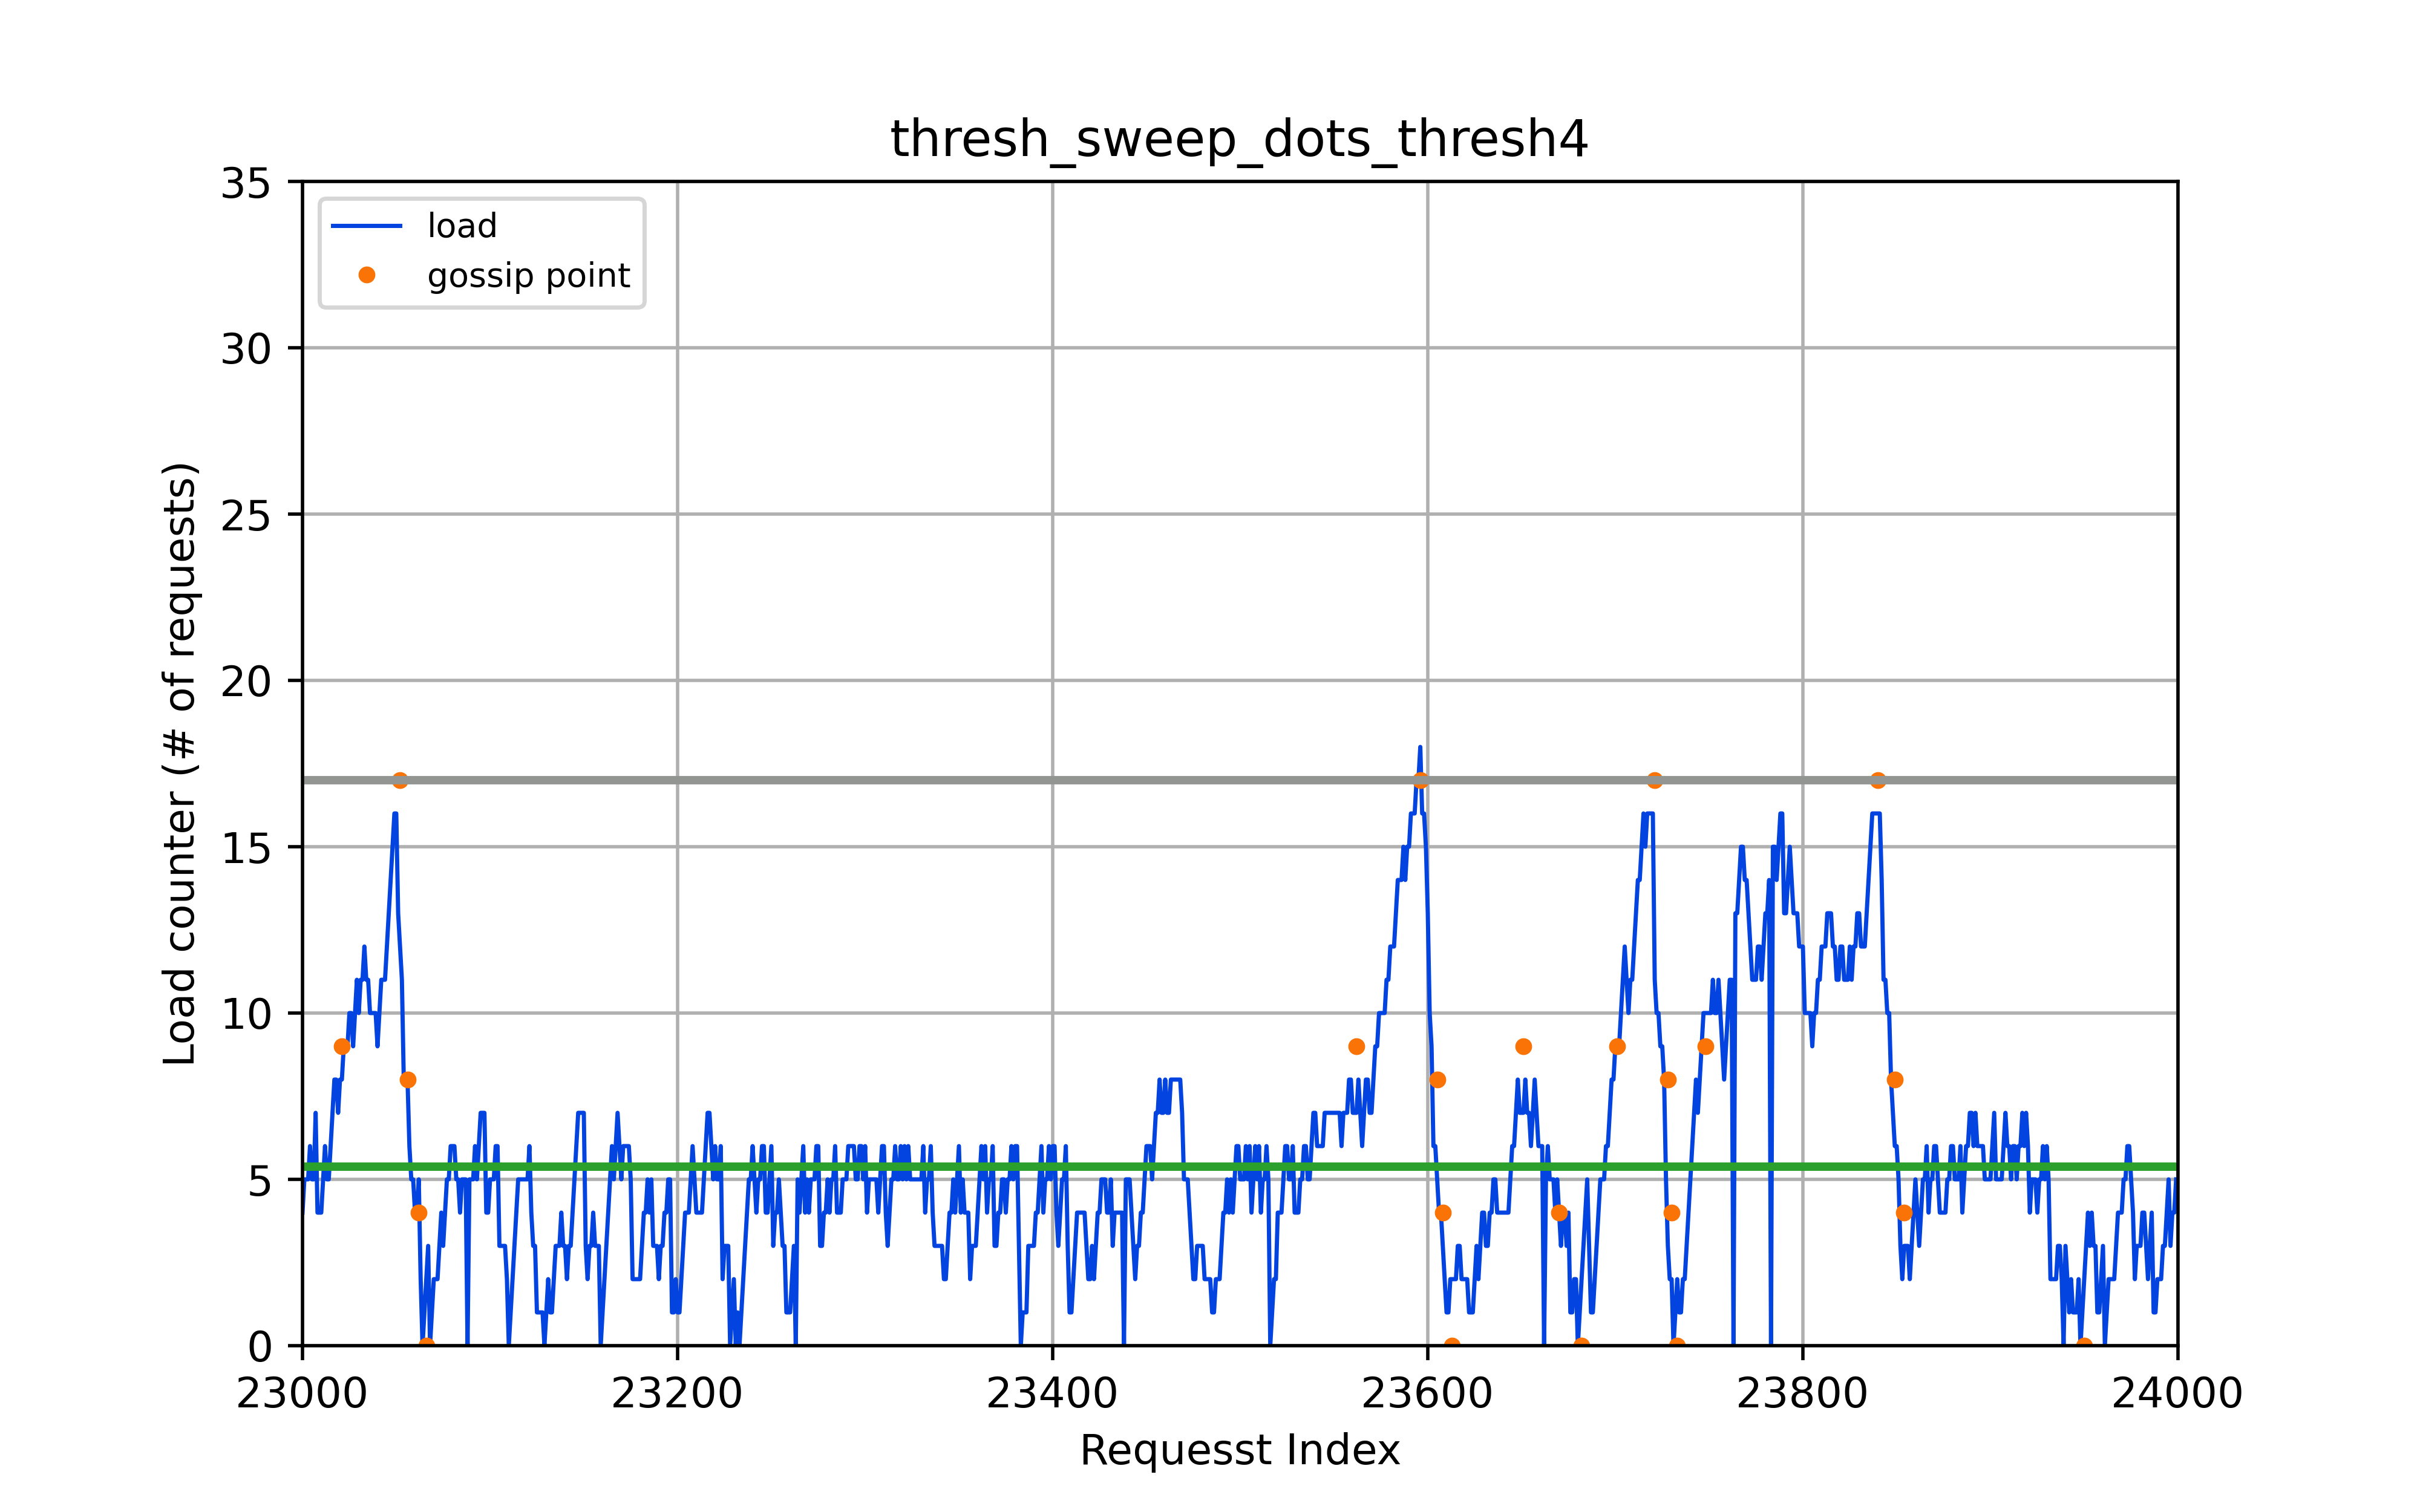 thresh_sweep_dots_thresh4
load
gossip point
35
30
25
20
15
10
5
0
Load counter (# of requests)
23000 23200 23400 23600 23800 24000
Requesst Index